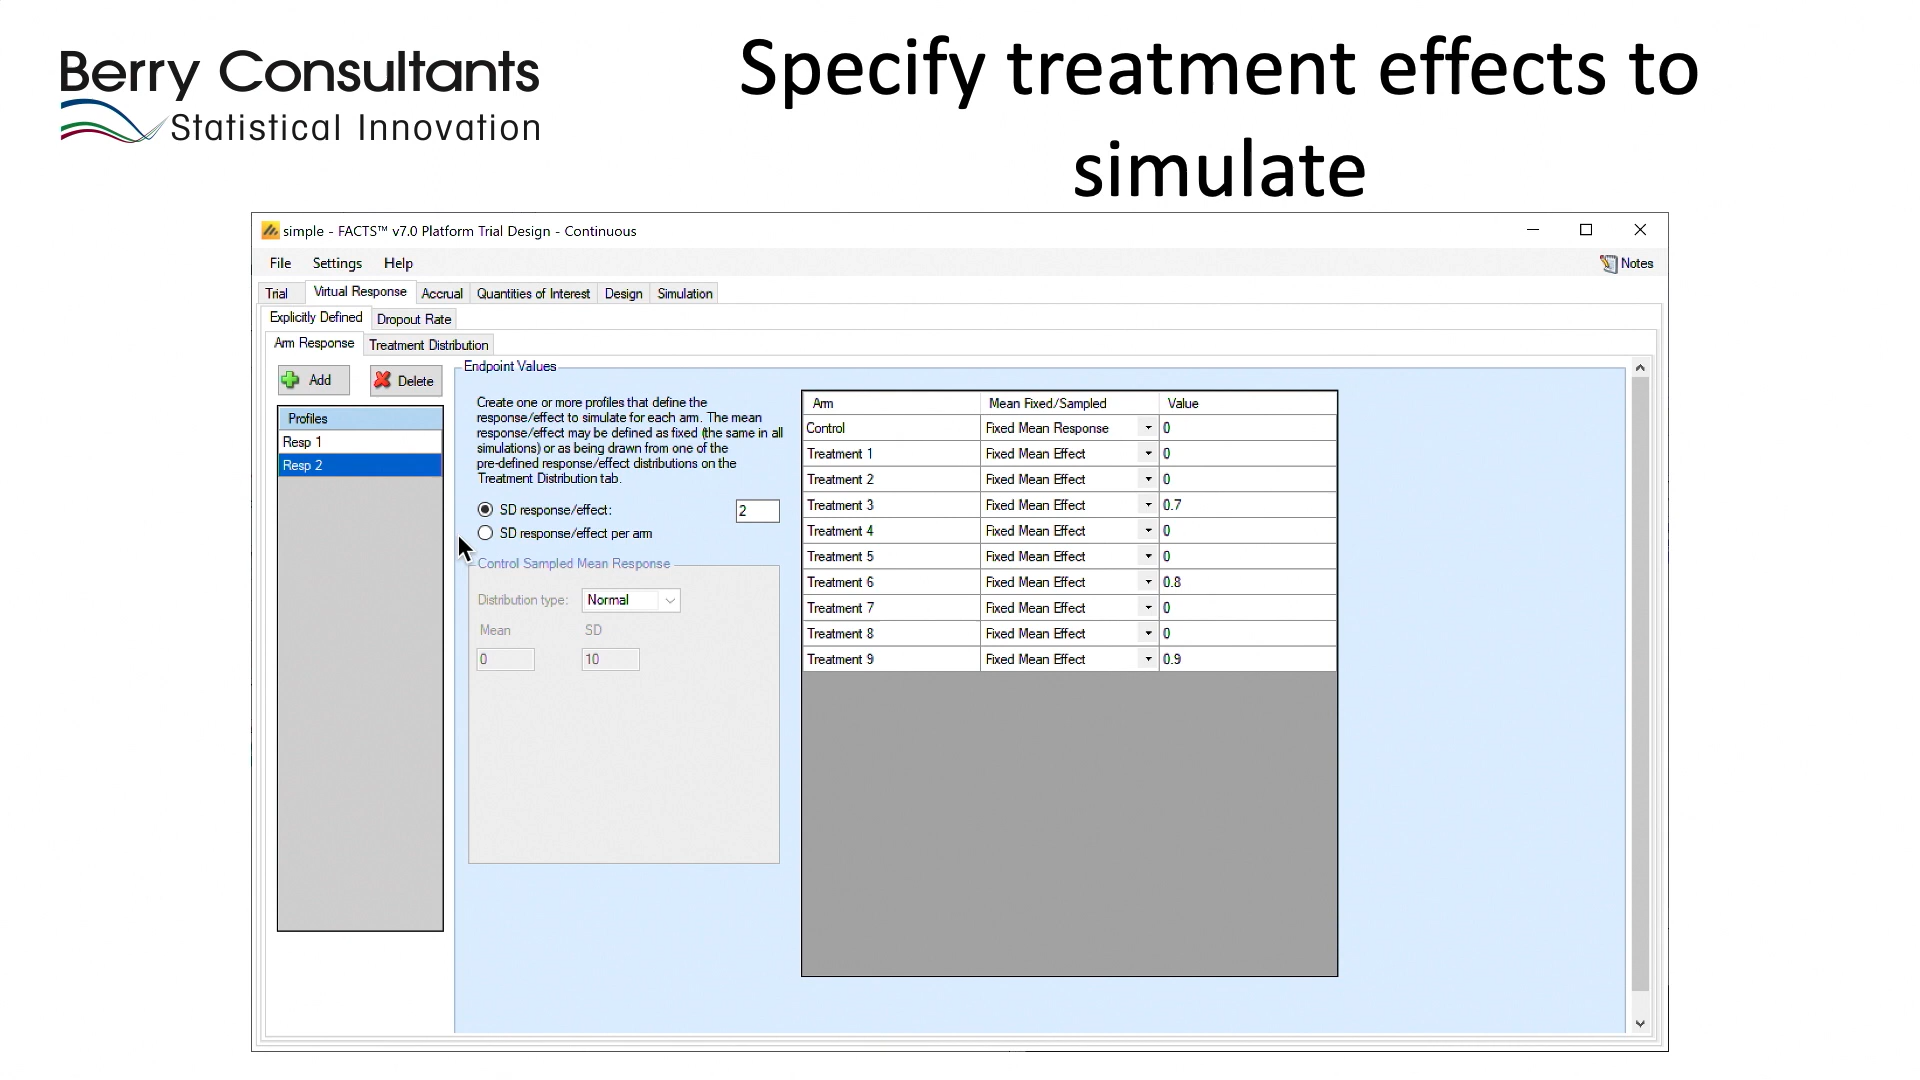 Berry Consultants
Statistical Innovation
Specify treatment effects to
simulate
simple - FACTS™ v7.0 Platform Trial Design - Continuous
File Settings Help
Notes
Trial Virtual Response Accrual Quantities of Interest Design Simulation
Explicitly Defined Dropout Rate
Arm Response Treatment Distribution
Add Delete
Profiles
Resp 1
Resp 2
Endpoint Values
Create one or more profiles that define the
response/effect to simulate for each arm. The mean
response/effect may be defined as fixed (the same in all
simulations) or as being drawn from one of the
pre-defined response/effect distributions on the
Treatment Distribution tab.
SD response/effect: 2
SD response/effect per arm
Control Sampled Mean Response
Distribution type: Normal
Mean SD
0 10
Arm Mean Fixed/Sampled Value
Control Fixed Mean Response 0
Treatment 1 Fixed Mean Effect 0
Treatment 2 Fixed Mean Effect 0
Treatment 3 Fixed Mean Effect 0.7
Treatment 4 Fixed Mean Effect 0
Treatment 5 Fixed Mean Effect 0
Treatment 6 Fixed Mean Effect 0.8
Treatment 7 Fixed Mean Effect 0
Treatment 8 Fixed Mean Effect 0
Treatment 9 Fixed Mean Effect 0.9